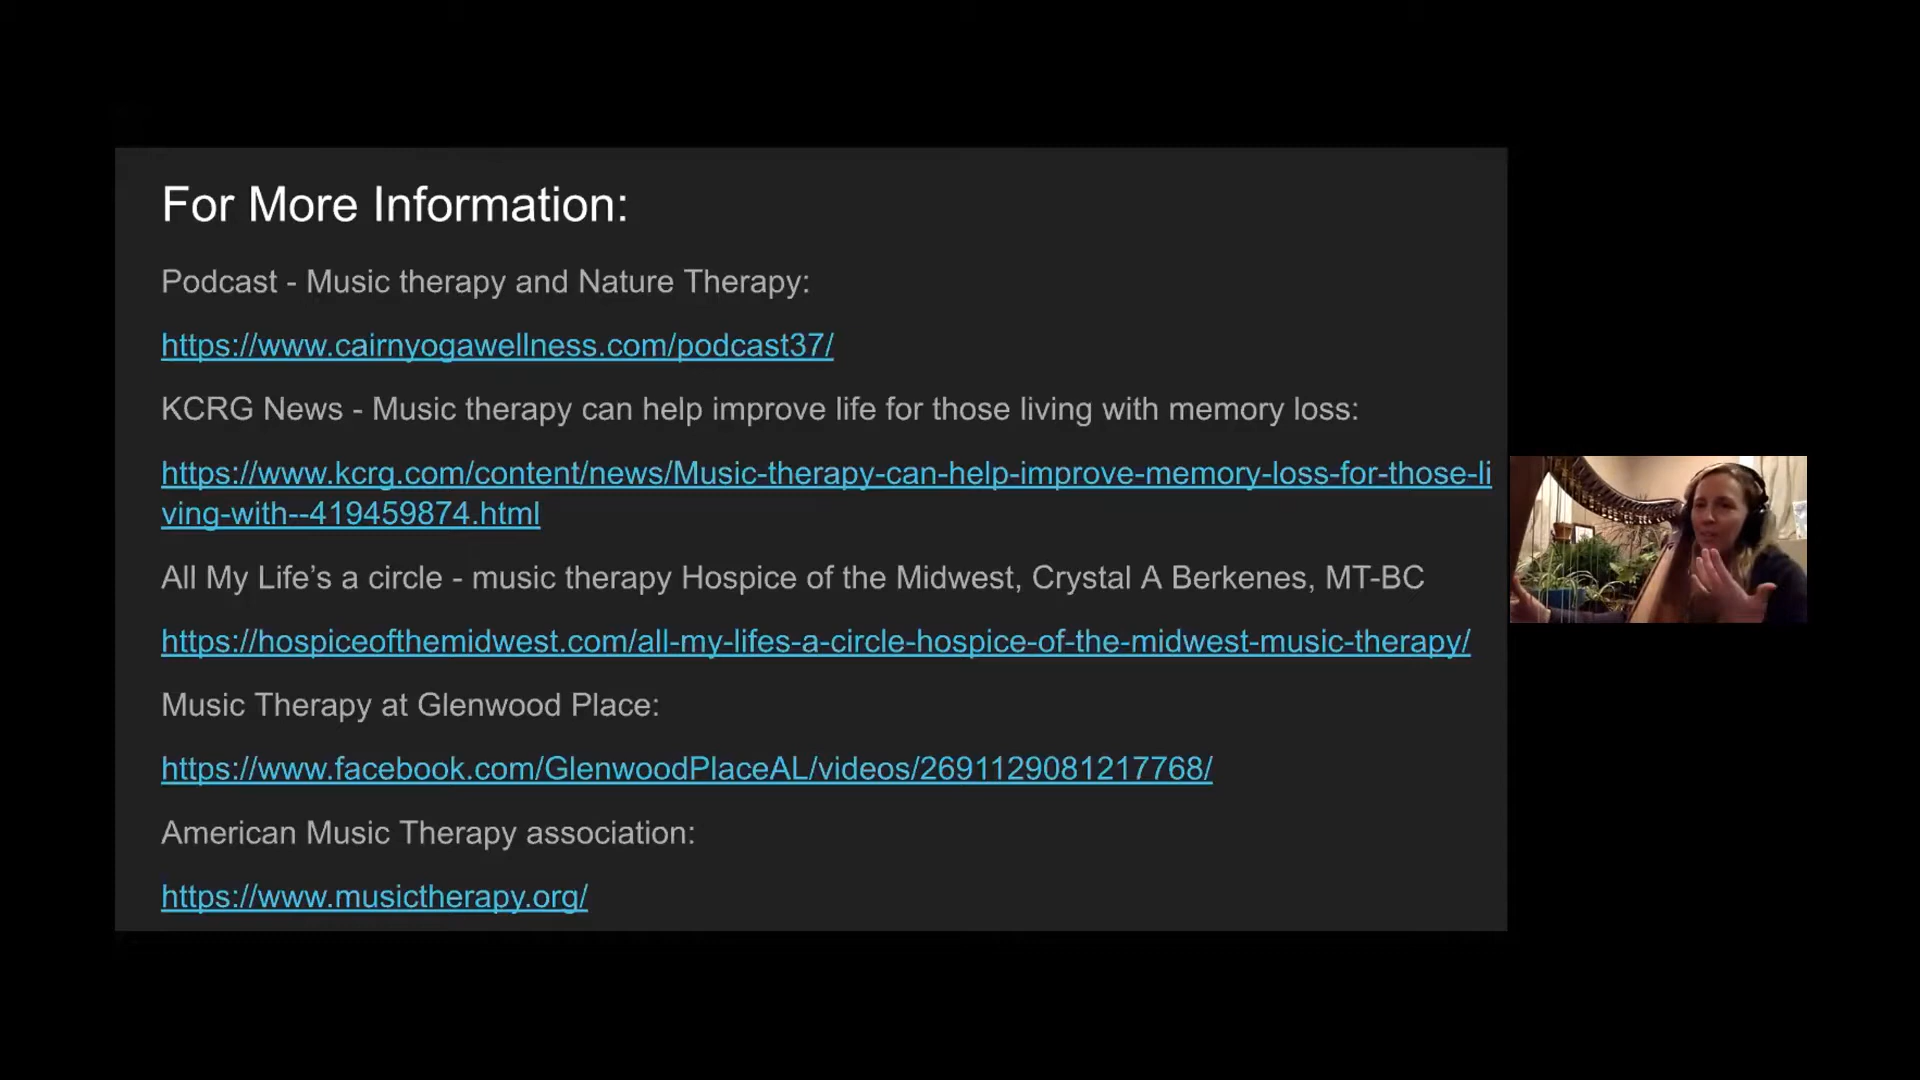 For More Information:
Podcast - Music therapy and Nature Therapy:
https://www.cairnyogawellness.com/podcast37/
KCRG News - Music therapy can help improve life for those living with memory loss:
https://www.kcrg.com/content/news/Music-therapy-can-help-improve-memory-loss-for-those-li
ving-with--419459874.html
All My Life’s a circle - music therapy Hospice of the Midwest, Crystal A Berkenes, MT-BC
https://hospiceofthemidwest.com/all-my-lifes-a-circle-hospice-of-the-midwest-music-therapy/
Music Therapy at Glenwood Place:
https://www.facebook.com/GlenwoodPlaceAL/videos/2691129081217768/
American Music Therapy association:
https://www.musictherapy.org/